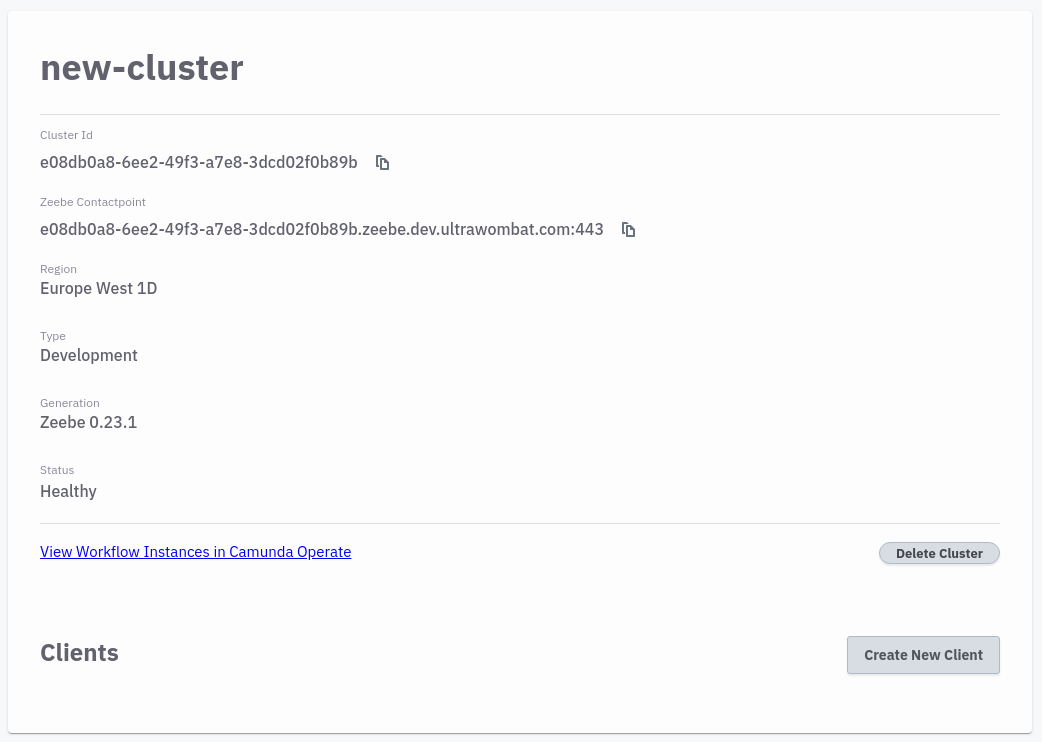 new-cluster
Cluster Id
e08db0a8-6ee2-49f3-a7e8-3dcd02f0b89b
Zeebe Contactpoint
e08db0a8-6ee2-49f3-a7e8-3dcd02f0b89b.zeebe.dev.ultrawombat.com:443
Region
Europe West 1D
Type
Development
Generation
Zeebe 0.23.1
Status
Healthy
View Workflow Instances in Camunda Operate
Delete Cluster
Clients
Create New Client